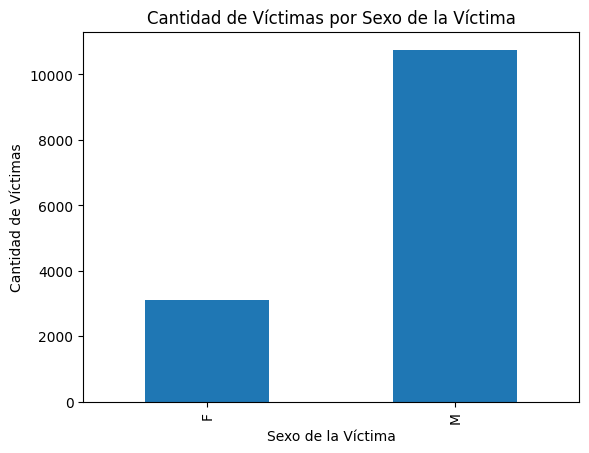 Cantidad de Víctimas por Sexo de la Víctima
Cantidad de Víctimas
10000
8000
6000
4000
2000
0
F
M
Sexo de la Víctima